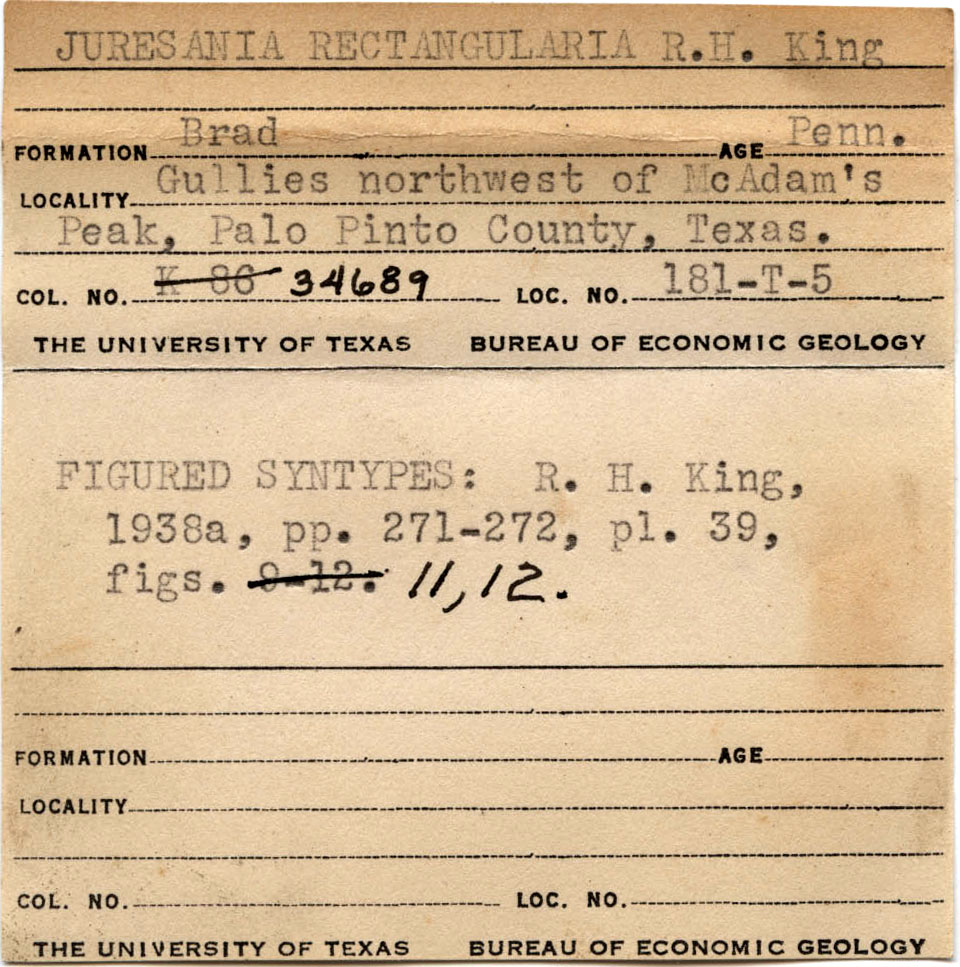 JURESANIA RECTANGULARIA R.H. King
FORMATION Brad AGE Penn.
LOCALITY Gullies northwest of McAdam's
Peak, Palo Pinto County, Texas.
COL. NO. K 86 34689 LOC. NO. 181-T-5
THE UNIVERSITY OF TEXAS BUREAU OF ECONOMIC GEOLOGY
FIGURED SYNTYPES: R. H. King,
1938a, pp. 271-272, pl. 39,
figs. 9-12. 11,12.
FORMATION AGE
LOCALITY
COL. NO. LOC. NO.
THE UNIVERSITY OF TEXAS BUREAU OF ECONOMIC GEOLOGY